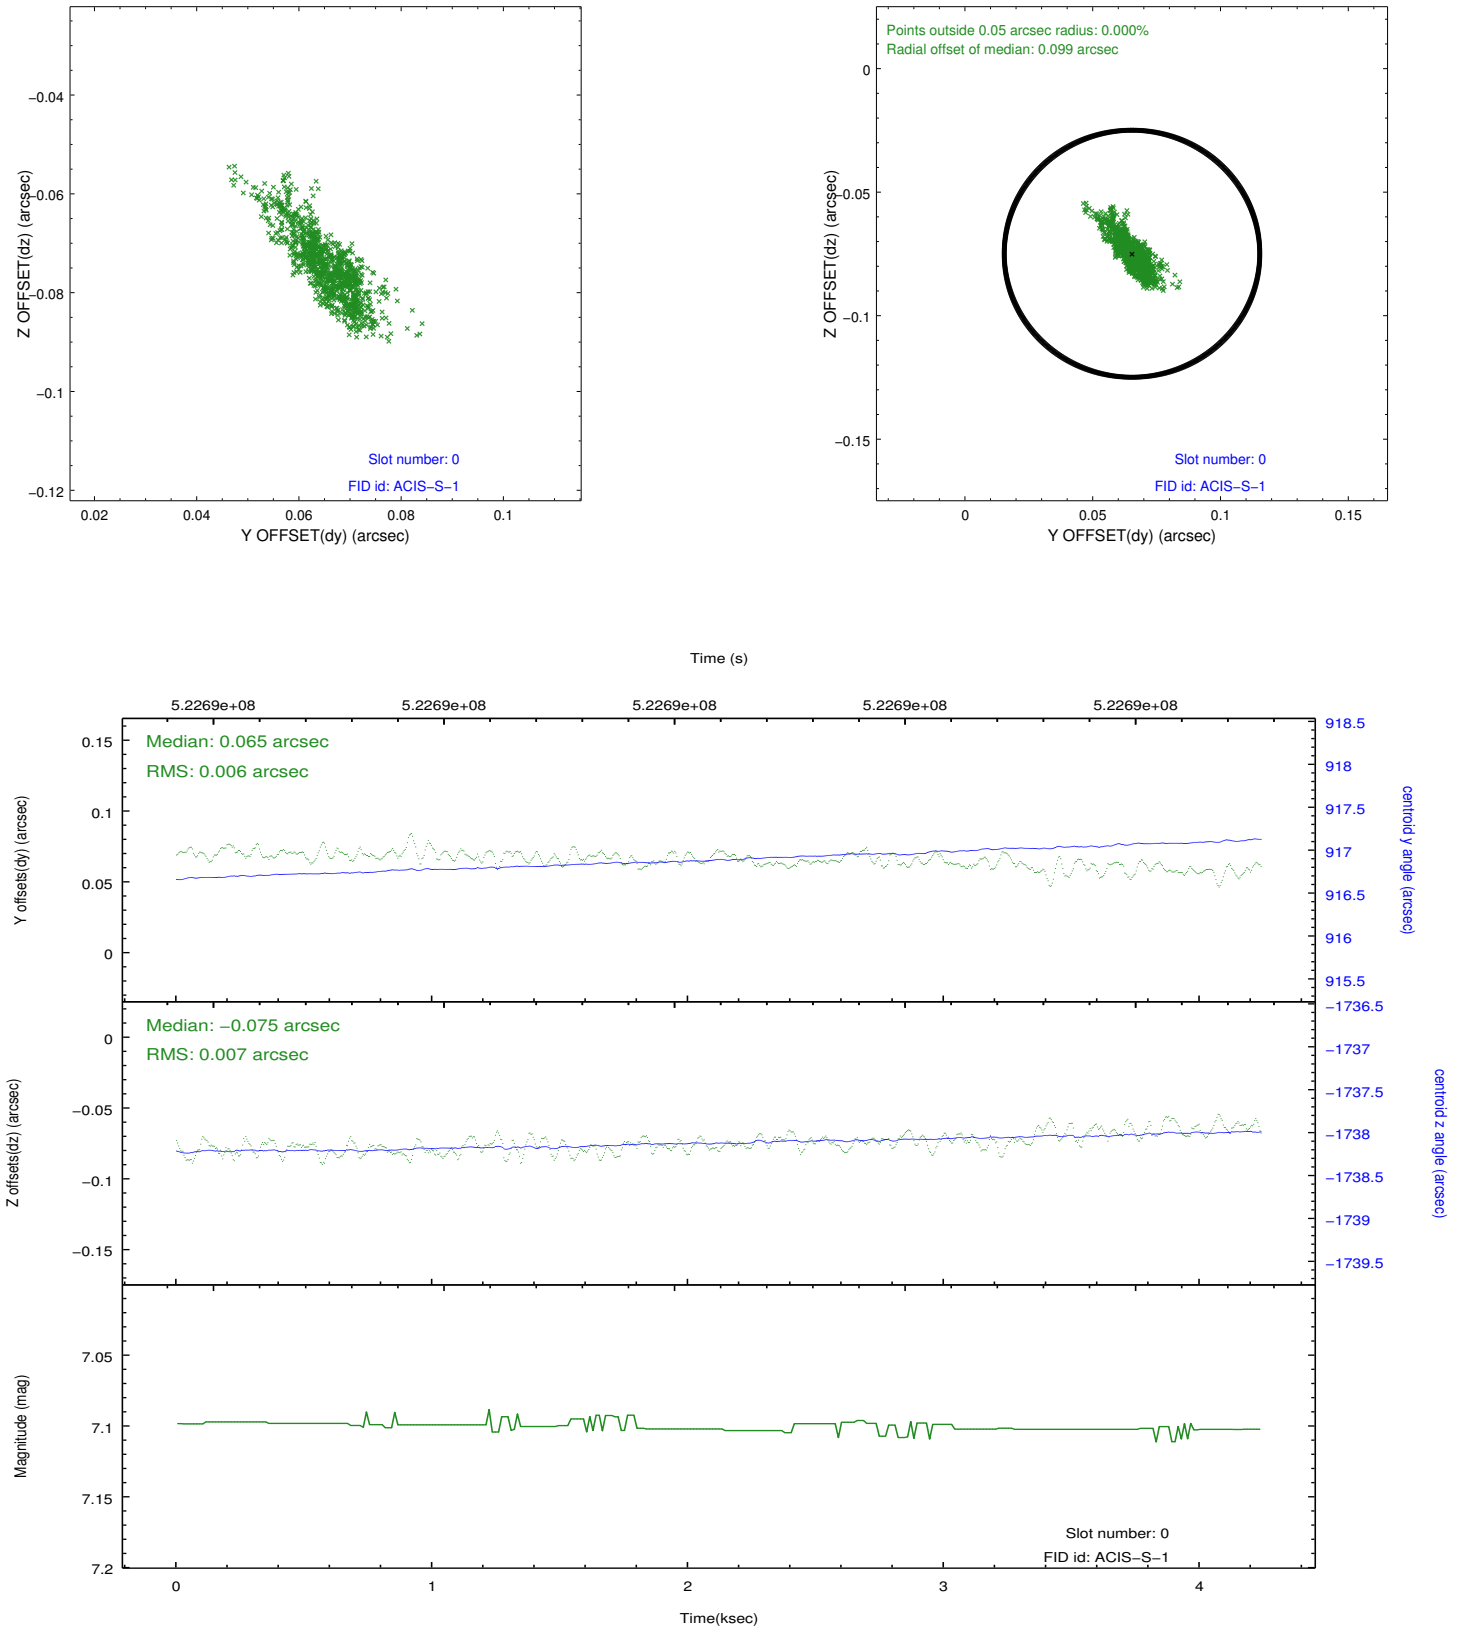 −0.04
−0.06
−0.08
−0.1
−0.12
Z OFFSET(dz) (arcsec)
Slot number: 0
FID id: ACIS−S−1
0.02 0.04 0.06 0.08 0.1
Y OFFSET(dy) (arcsec)
Points outside 0.05 arcsec radius: 0.000%
Radial offset of median: 0.099 arcsec
0
−0.05
−0.1
−0.15
Z OFFSET(dz) (arcsec)
Slot number: 0
FID id: ACIS−S−1
0 0.05 0.1 0.15
Y OFFSET(dy) (arcsec)
Time (s)
5.2269e+08 5.2269e+08 5.2269e+08 5.2269e+08 5.2269e+08
Median: 0.065 arcsec
RMS: 0.006 arcsec
0.15
0.1
0.05
0
Y offsets(dy) (arcsec)
918.5
918
917.5
917
916.5
916
915.5
centroid y angle (arcsec)
Median: −0.075 arcsec
RMS: 0.007 arcsec
0
−0.05
−0.1
−0.15
Z offsets(dz) (arcsec)
−1736.5
−1737
−1737.5
−1738
−1738.5
−1739
−1739.5
centroid z angle (arcsec)
7.05
7.1
7.15
7.2
Magnitude (mag)
Slot number: 0
FID id: ACIS−S−1
0 1 2 3 4
Time(ksec)